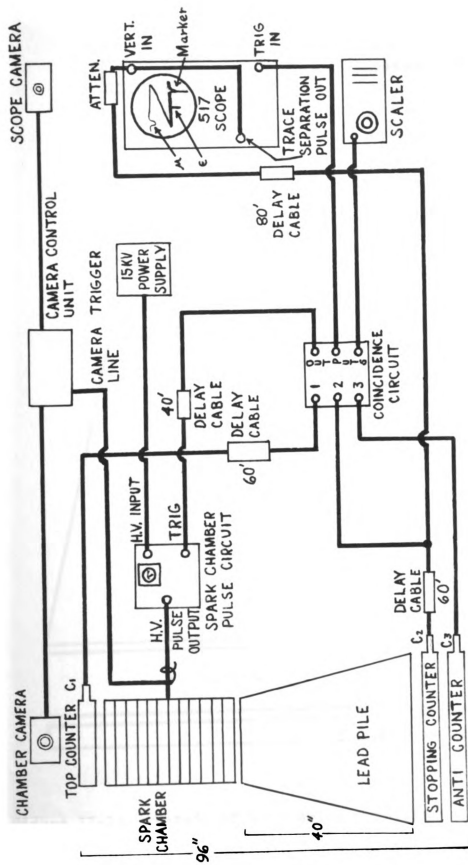 CHAMBER CAMERA
SCOPE CAMERA
CAMERA CONTROL
UNIT
CAMERA TRIGGER
LINE
TOP COUNTER C1
H.V. INPUT
TRIG
H.V.
PULSE
OUTPUT
SPARK CHAMBER
PULSE CIRCUIT
15KV
POWER
SUPPLY
40'
DELAY
CABLE
DELAY
CABLE
60'
ATTEN.
VERT.
IN
Marker
517
SCOPE
μ
e
TRIG
IN
TRACE
SEPARATION
PULSE OUT
80'
DELAY
CABLE
SCALER
1
2
3
O
U
T
P
U
T
S
COINCIDENCE
CIRCUIT
SPARK
CHAMBER
LEAD PILE
40"
96"
DELAY
CABLE
60'
STOPPING COUNTER
C2
ANTI COUNTER
C3